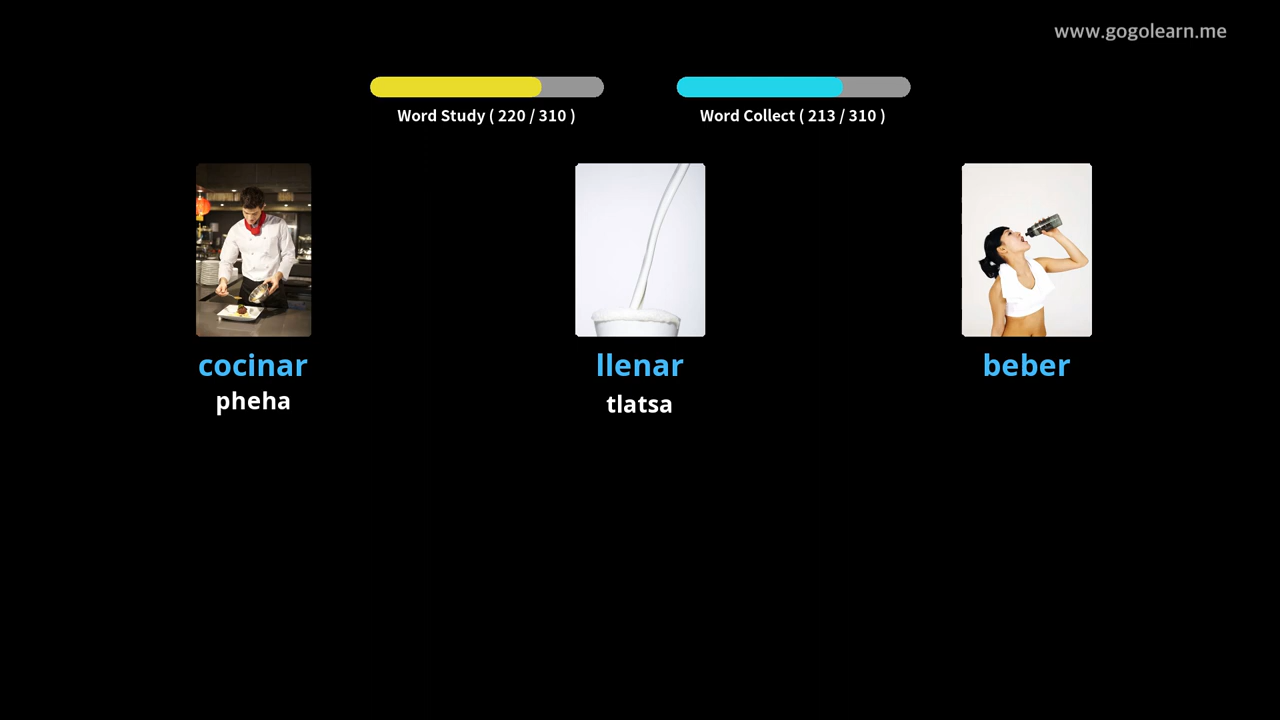 www.gogolearn.me
Word Study ( 220 / 310 )
Word Collect ( 213 / 310 )
cocinar
pheha
llenar
tlatsa
beber